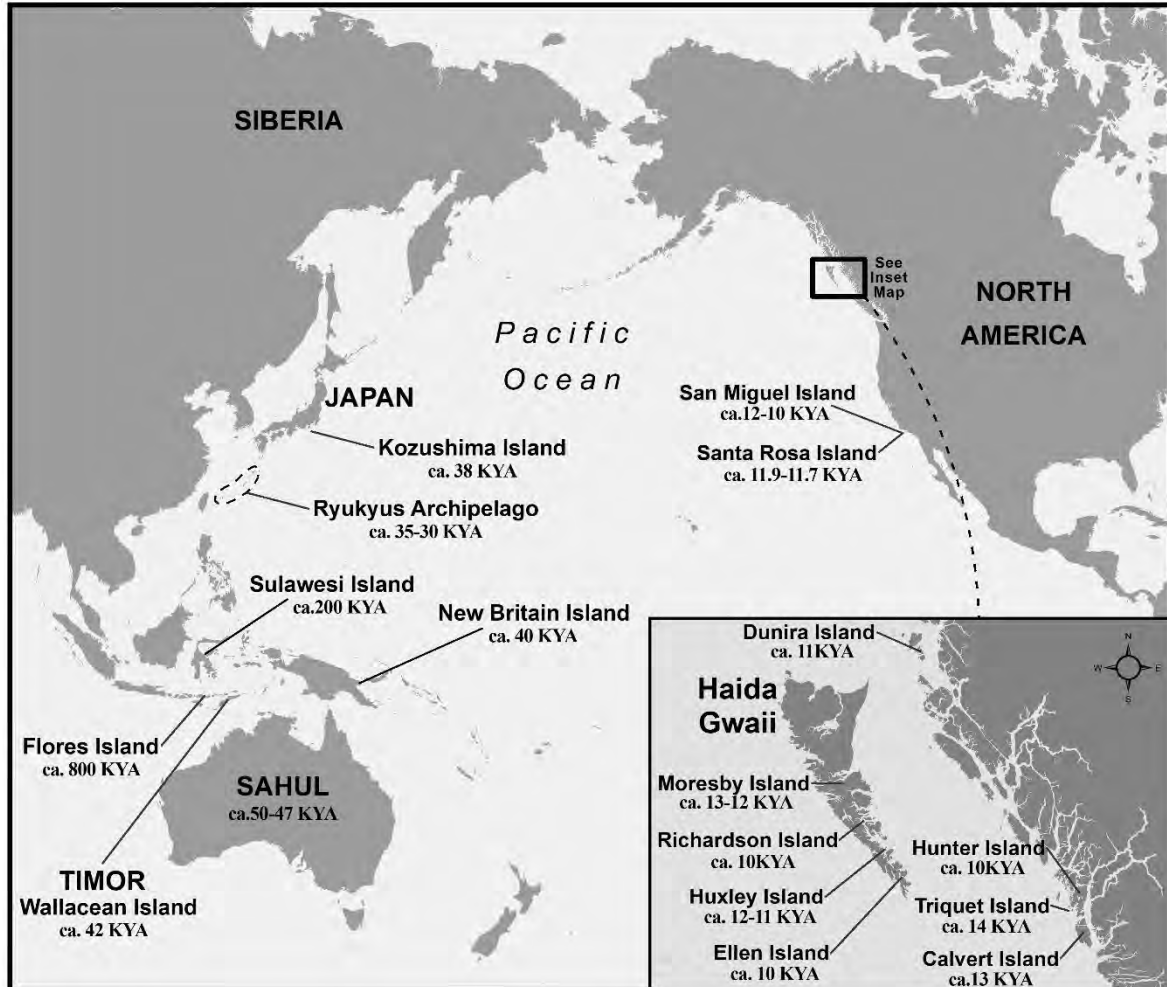 SIBERIA
See
Inset
Map
NORTH
AMERICA
Pacific
Ocean
JAPAN
San Miguel Island
ca.12-10 KYA
Kozushima Island
ca. 38 KYA
Santa Rosa Island
ca. 11.9-11.7 KYA
Ryukyus Archipelago
ca. 35-30 KYA
Sulawesi Island
ca.200 KYA
New Britain Island
ca. 40 KYA
Flores Island
ca. 800 KYA
SAHUL
ca.50-47 KYA
TIMOR
Wallacean Island
ca. 42 KYA
Dunira Island
ca. 11KYA
N
W
E
S
Haida
Gwaii
Moresby Island
ca. 13-12 KYA
Richardson Island
ca. 10KYA
Hunter Island
ca. 10KYA
Huxley Island
ca. 12-11 KYA
Triquet Island
ca. 14 KYA
Ellen Island
ca. 10 KYA
Calvert Island
ca.13 KYA